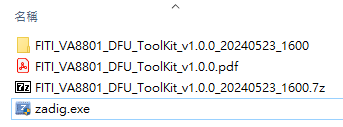 名稱
FITI_VA8801_DFU_ToolKit_v1.0.0_20240523_1600
FITI_VA8801_DFU_ToolKit_v1.0.0.pdf
FITI_VA8801_DFU_ToolKit_v1.0.0_20240523_1600.7z
zadig.exe